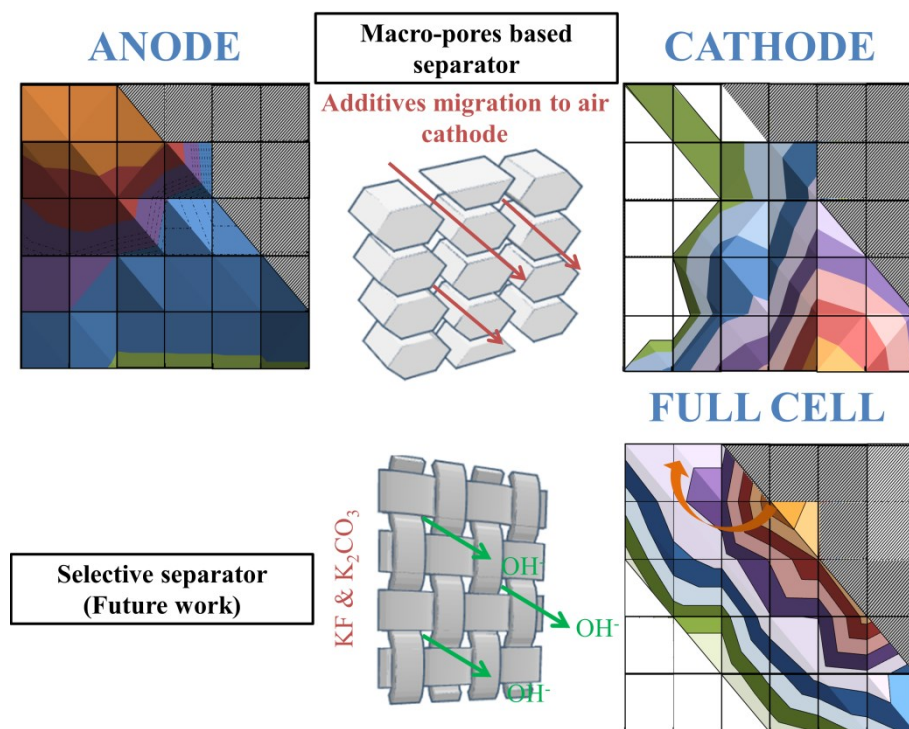 ANODE
Macro-pores based
separator
CATHODE
Additives migration to air
cathode
FULL CELL
Selective separator
(Future work)
KF & K₂CO₃
OH⁻
OH⁻
OH⁻